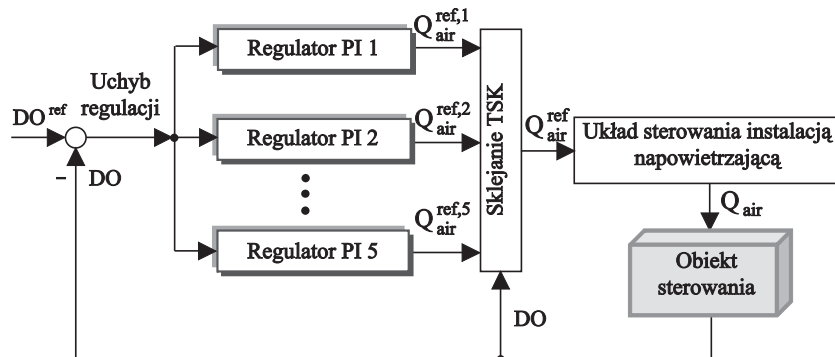 Regulator PI 1
Q_air^ref,1
Uchyb
regulacji
DO^ref
Regulator PI 2
Q_air^ref,2
Sklejanie TSK
Q_air^ref
Układ sterowania instalacją
napowietrzającą
–
DO
Q_air
Regulator PI 5
Q_air^ref,5
Obiekt
sterowania
DO